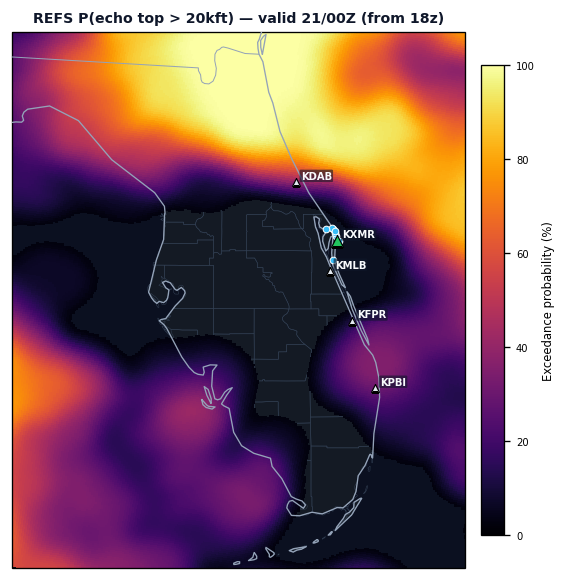 REFS P(echo top > 20kft) — valid 21/00Z (from 18z)
KDAB
KXMR
KMLB
KFPR
KPBI
100
80
60
40
20
0
Exceedance probability (%)